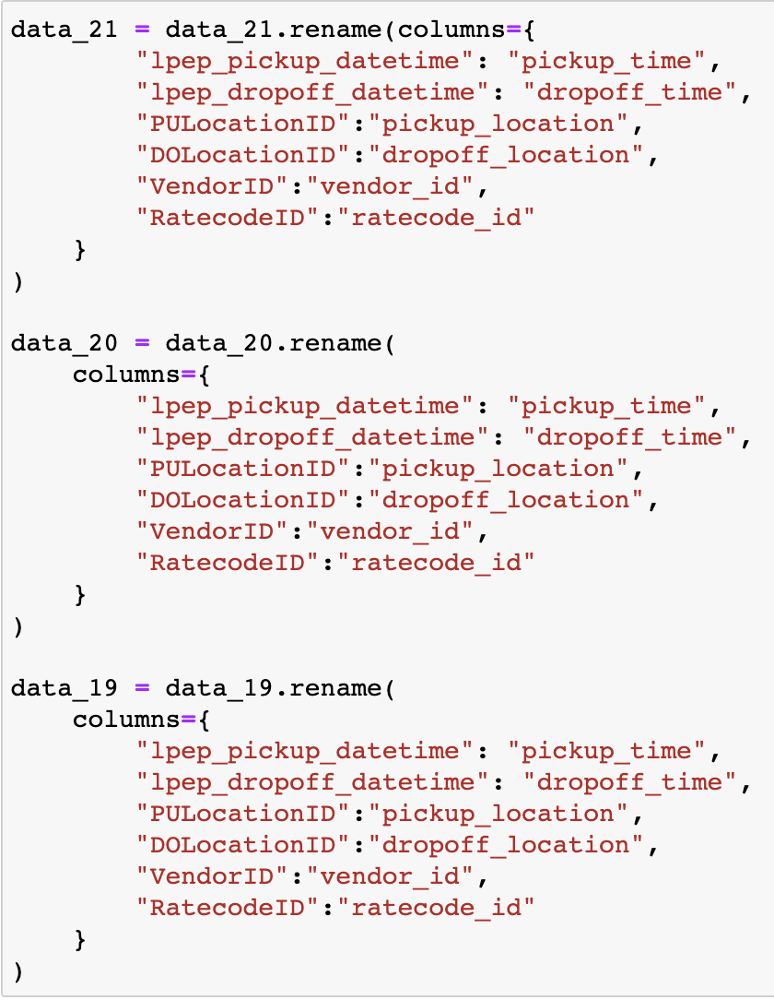 data_21 = data_21.rename(columns={
        "lpep_pickup_datetime": "pickup_time",
        "lpep_dropoff_datetime": "dropoff_time",
        "PULocationID":"pickup_location",
        "DOLocationID":"dropoff_location",
        "VendorID":"vendor_id",
        "RatecodeID":"ratecode_id"
    }
)

data_20 = data_20.rename(
    columns={
        "lpep_pickup_datetime": "pickup_time",
        "lpep_dropoff_datetime": "dropoff_time",
        "PULocationID":"pickup_location",
        "DOLocationID":"dropoff_location",
        "VendorID":"vendor_id",
        "RatecodeID":"ratecode_id"
    }
)

data_19 = data_19.rename(
    columns={
        "lpep_pickup_datetime": "pickup_time",
        "lpep_dropoff_datetime": "dropoff_time",
        "PULocationID":"pickup_location",
        "DOLocationID":"dropoff_location",
        "VendorID":"vendor_id",
        "RatecodeID":"ratecode_id"
    }
)